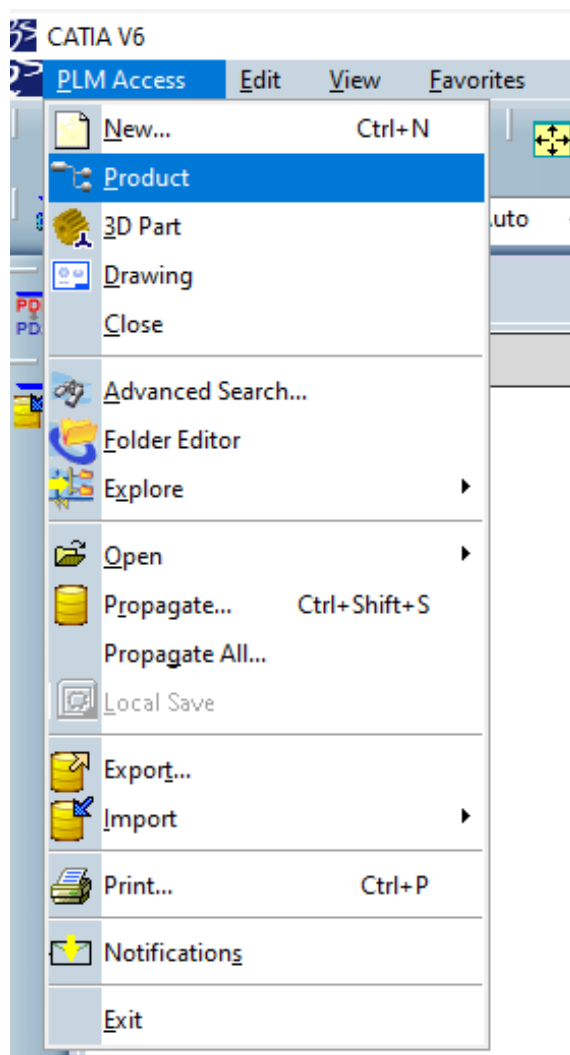 CATIA V6
PLM Access Edit View Favorites
New... Ctrl+N
Product
3D Part
Drawing
Close
Advanced Search...
Folder Editor
Explore
Open
Propagate... Ctrl+Shift+S
Propagate All...
Local Save
Export...
Import
Print... Ctrl+P
Notifications
Exit